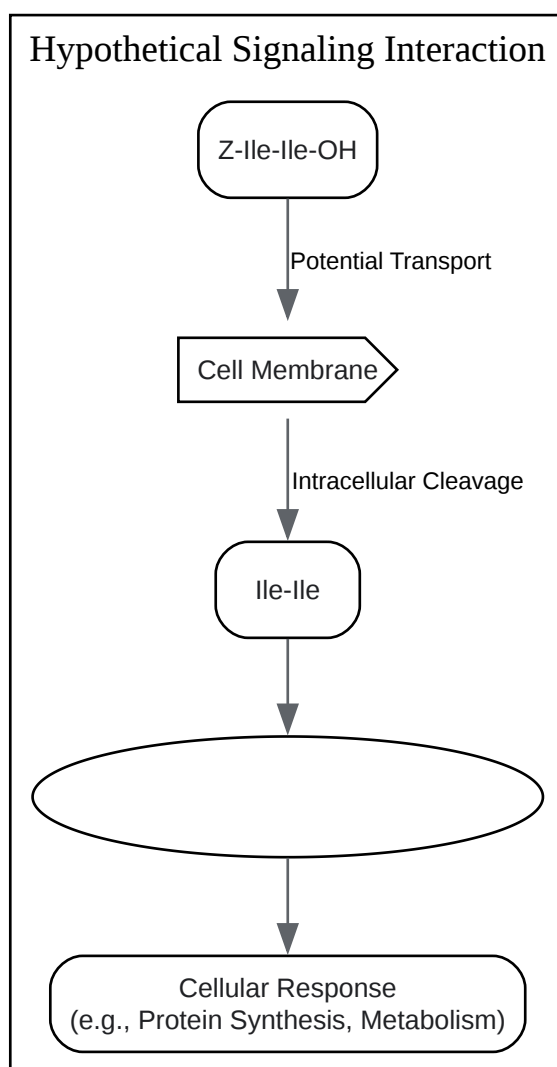 Hypothetical Signaling Interaction
Z-Ile-Ile-OH
Potential Transport
Cell Membrane
Intracellular Cleavage
Ile-Ile
Cellular Response
(e.g., Protein Synthesis, Metabolism)